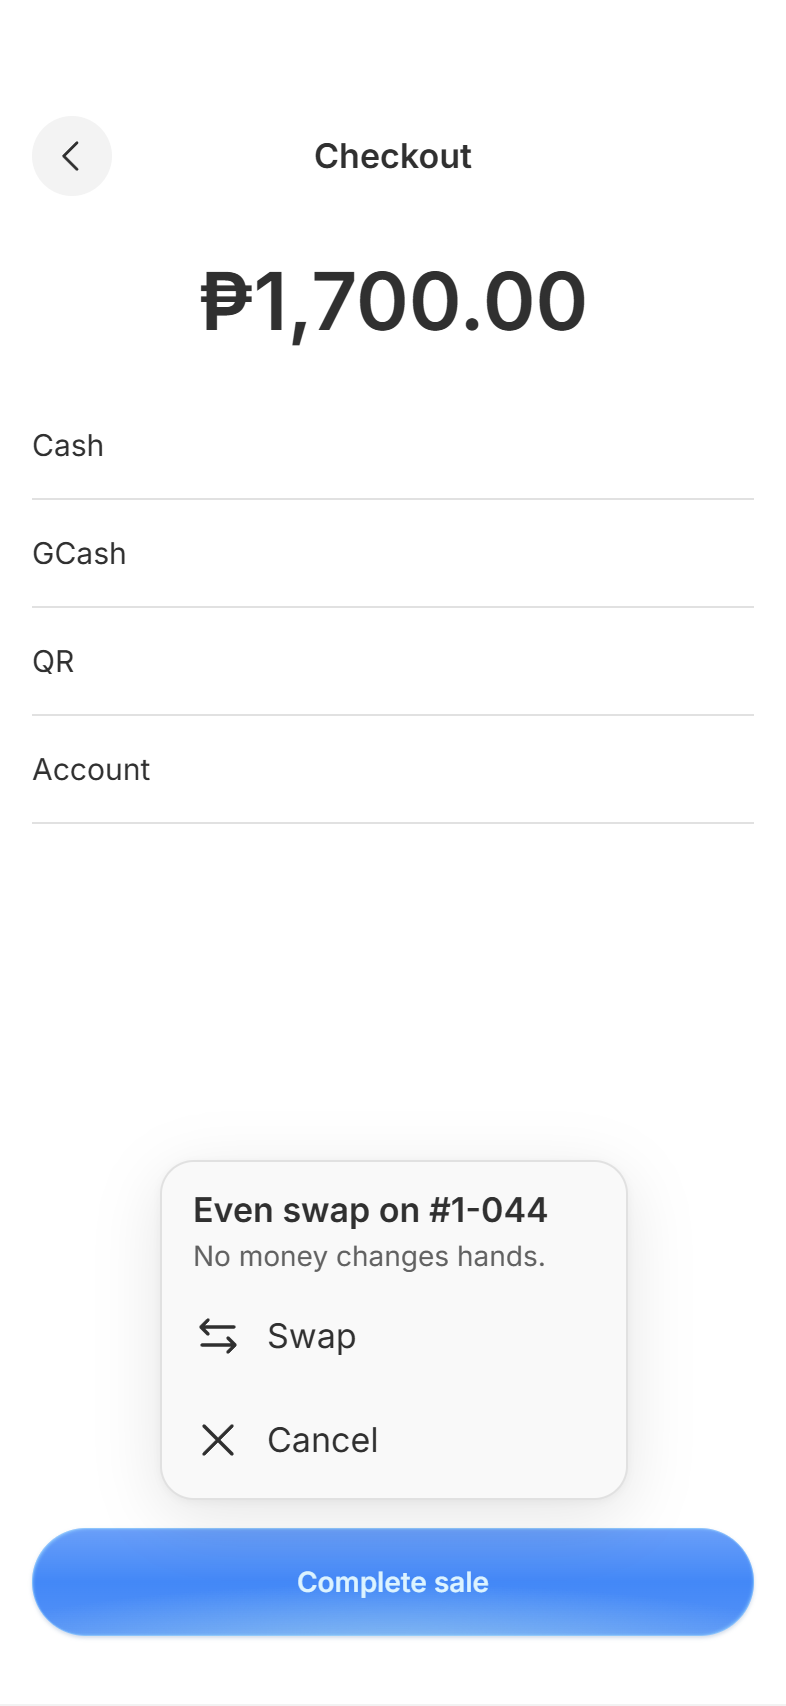 Checkout
₱1,700.00
Cash
GCash
QR
Account
Even swap on #1-044
No money changes hands.
Swap
Cancel
Complete sale